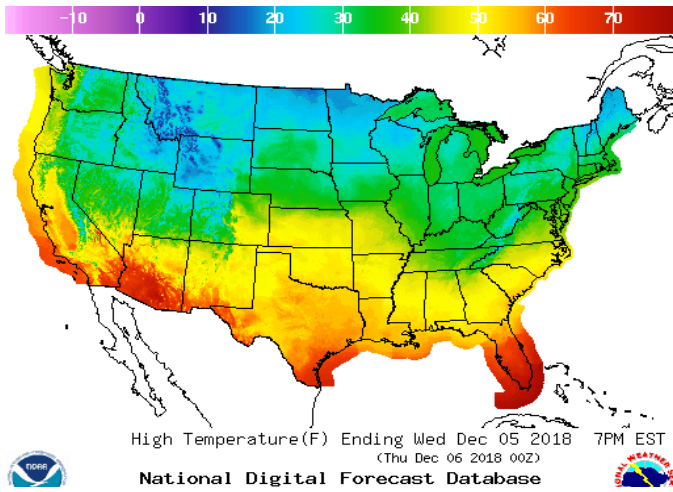 -10 0 10 20 30 40 50 60 70
High Temperature(F) Ending Wed Dec 05 2018 7PM EST
(Thu Dec 06 2018 00Z)
National Digital Forecast Database
noaa